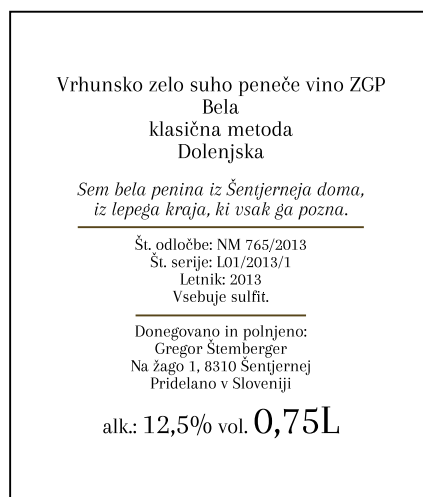 Vrhunsko zelo suho peneče vino ZGP
Bela
klasična metoda
Dolenjska
Sem bela penina iz Šentjerneja doma,
iz lepega kraja, ki vsak ga pozna.
Št. odločbe: NM 765/2013
Št. serije: L01/2013/1
Letnik: 2013
Vsebuje sulfit.
Donegovano in polnjeno:
Gregor Štemberger
Na žago 1, 8310 Šentjernej
Pridelano v Sloveniji
alk.: 12,5% vol. 0,75L